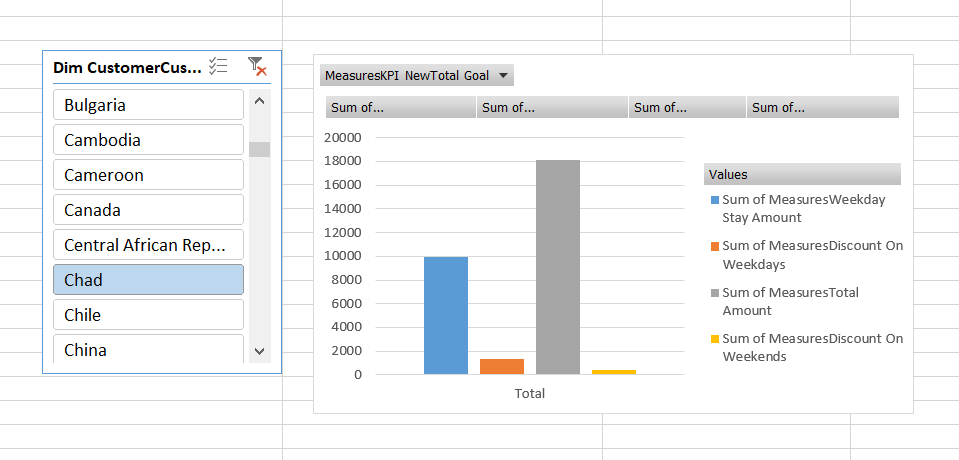 Dim CustomerCus...
Bulgaria
Cambodia
Cameroon
Canada
Central African Rep...
Chad
Chile
China
MeasuresKPI NewTotal Goal
Sum of... Sum of... Sum of... Sum of...
20000
18000
16000
14000
12000
10000
8000
6000
4000
2000
0
Total
Values
Sum of MeasuresWeekday
Stay Amount
Sum of MeasuresDiscount On
Weekdays
Sum of MeasuresTotal
Amount
Sum of MeasuresDiscount On
Weekends